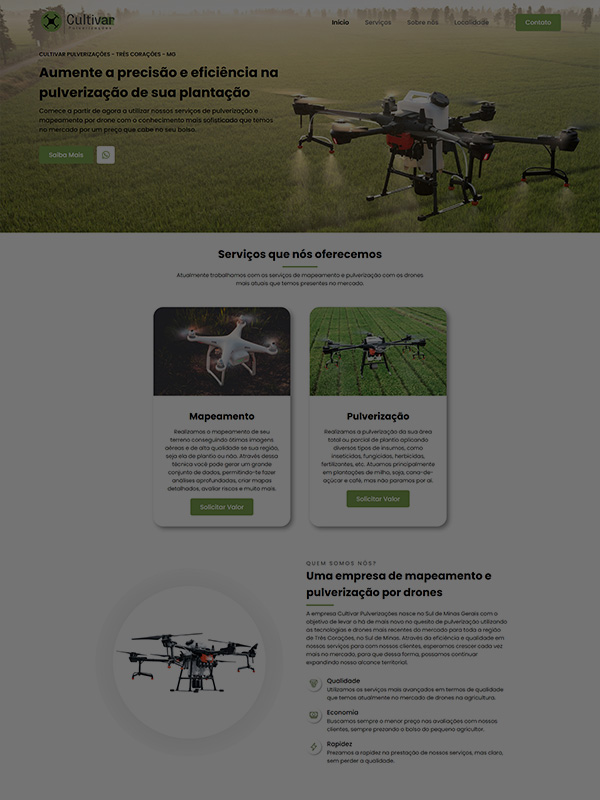 Cultivar
Pulverizações
Início
Serviços
Sobre nós
Localidade
Contato
CULTIVAR PULVERIZAÇÕES - TRÊS CORAÇÕES - MG
Aumente a precisão e eficiência na
pulverização de sua plantação
Comece a partir de agora a utilizar nossos serviços de pulverização e
mapeamento por drone com o conhecimento mais sofisticado que temos
no mercado por um preço que cabe no seu bolso.
Saiba Mais
Serviços que nós oferecemos
Atualmente trabalhamos com os serviços de mapeamento e pulverização com os drones
mais atuais que temos presentes no mercado.
Mapeamento
Realizamos o mapeamento de seu
terreno conseguindo ótimas imagens
aéreas e de alta qualidade se sua região,
seja ela de plantio ou não. Através dessa
técnica você pode gerar um grande
conjunto de dados, permitindo-te fazer
análises aprofundadas, criar mapas
detalhados, avaliar riscos e muito mais.
Solicitar Valor
Pulverização
Realizamos a pulverização da sua área
total ou parcial de plantio aplicando
diversos tipos de insumos, como
inseticidas, fungicidas, herbicidas,
fertilizantes, etc. Atuamos principalmente
em plantações de milho, soja, cana-de-
açúcar e café, mas não paramos por aí.
Solicitar Valor
QUEM SOMOS NÓS?
Uma empresa de mapeamento e
pulverização por drones
A empresa Cultivar Pulverizações nasce no Sul de Minas Gerais com o
objetivo de levar o há de mais novo no quesito de pulverização utilizando
as tecnologias e drones mais recentes do mercado para toda a região
de Três Corações, no Sul de Minas. Através da eficiência e qualidade em
nossos serviços para com nossos clientes, esperamos crescer cada vez
mais no mercado, para que dessa forma, possamos continuar
expandindo nosso alcance territorial.
Qualidade
Utilizamos os serviços mais avançados em termos de qualidade
que temos atualmente no mercado de drones na agricultura.
Economia
Buscamos sempre o menor preço nas avaliações com nossos
clientes, sempre prezando o bolso do pequeno agricultor.
Rapidez
Prezamos a rapidez na prestação de nossos serviços, mas claro,
sem perder a qualidade.